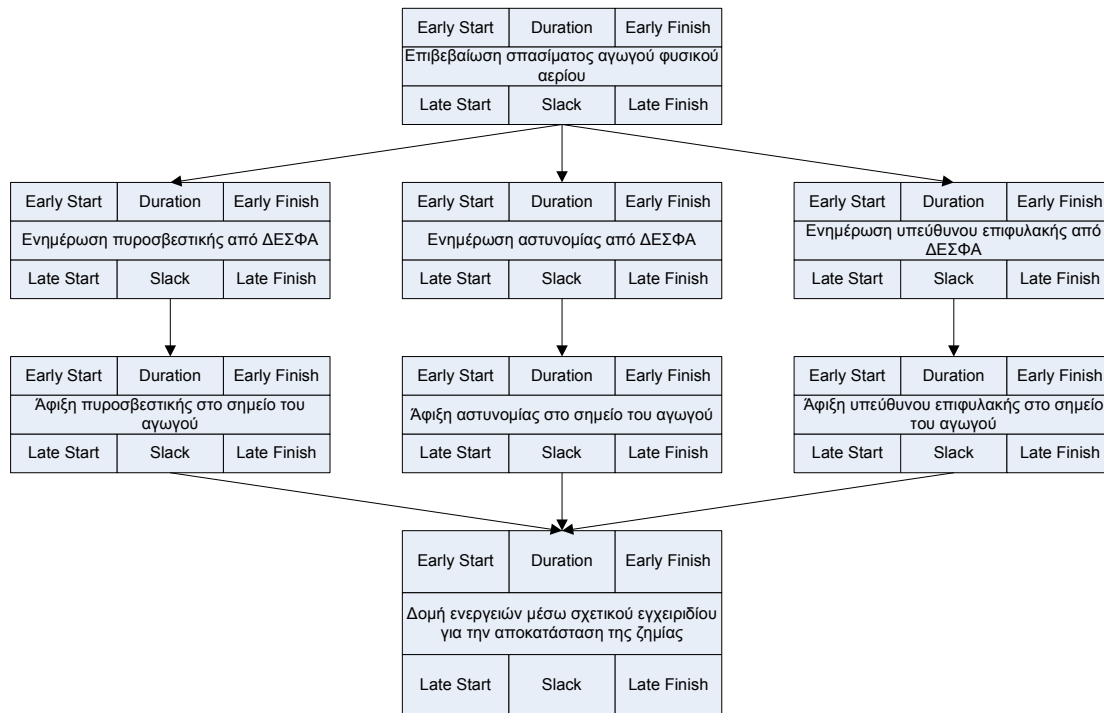 Early Start Duration Early Finish
Επιβεβαίωση σπασίματος αγωγού φυσικού
αερίου
Late Start Slack Late Finish
Early Start Duration Early Finish
Ενημέρωση πυροσβεστικής από ΔΕΣΦΑ
Late Start Slack Late Finish
Early Start Duration Early Finish
Ενημέρωση αστυνομίας από ΔΕΣΦΑ
Late Start Slack Late Finish
Early Start Duration Early Finish
Ενημέρωση υπεύθυνου επιφυλακής από
ΔΕΣΦΑ
Late Start Slack Late Finish
Early Start Duration Early Finish
Άφιξη πυροσβεστικής στο σημείο του
αγωγού
Late Start Slack Late Finish
Early Start Duration Early Finish
Άφιξη αστυνομίας στο σημείο του αγωγού
Late Start Slack Late Finish
Early Start Duration Early Finish
Άφιξη υπεύθυνου επιφυλακής στο σημείο
του αγωγού
Late Start Slack Late Finish
Early Start Duration Early Finish
Δομή ενεργειών μέσω σχετικού εγχειριδίου
για την αποκατάσταση της ζημίας
Late Start Slack Late Finish